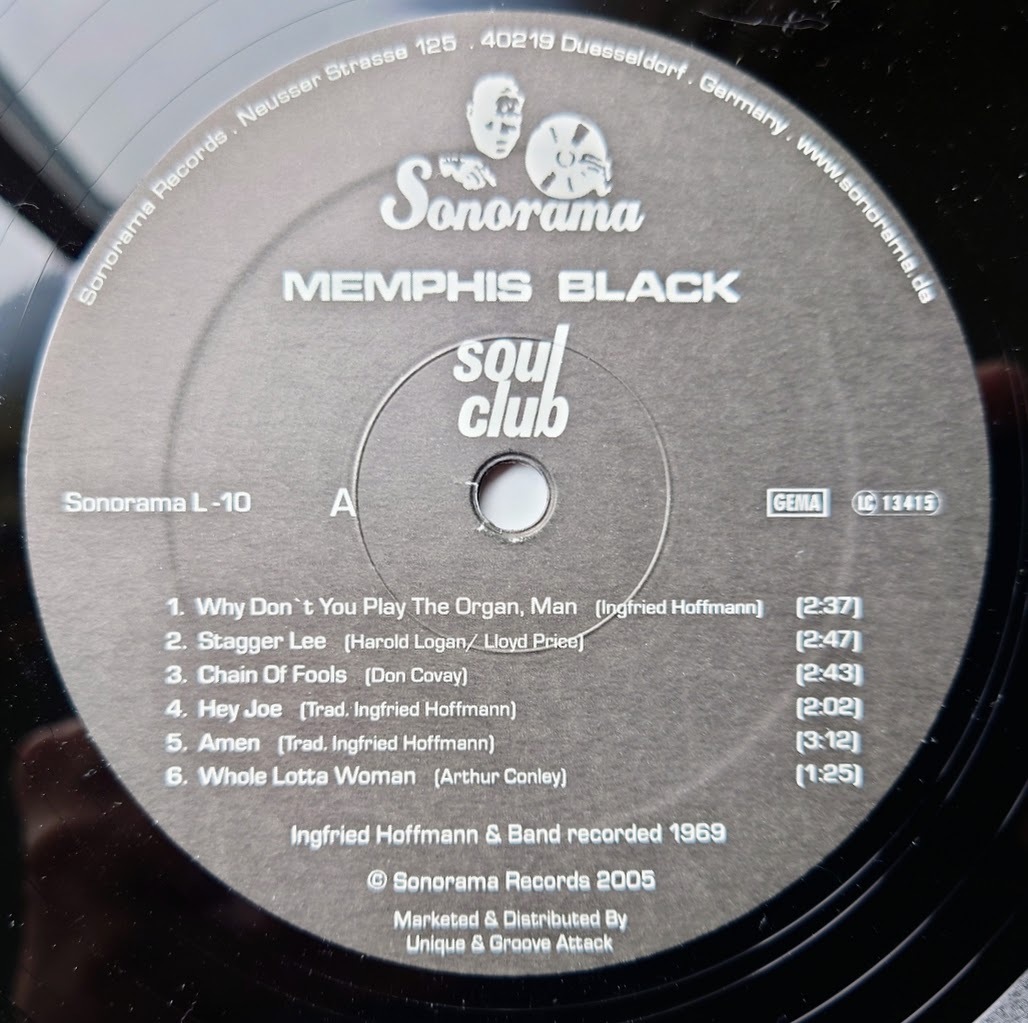 Sonorama Records . Neusser Strasse 125 . 40219 Duesseldorf . Germany . www.sonorama.de
Sonorama
MEMPHIS BLACK
soul
club
Sonorama L-10 A GEMA LC 13415
1. Why Don`t You Play The Organ, Man (Ingfried Hoffmann) (2:37)
2. Stagger Lee (Harold Logan/ Lloyd Price) (2:47)
3. Chain Of Fools (Don Covay) (2:43)
4. Hey Joe (Trad. Ingfried Hoffmann) (2:02)
5. Amen (Trad. Ingfried Hoffmann) (3:12)
6. Whole Lotta Woman (Arthur Conley) (1:25)
Ingfried Hoffmann & Band recorded 1969
© Sonorama Records 2005
Marketed & Distributed By
Unique & Groove Attack